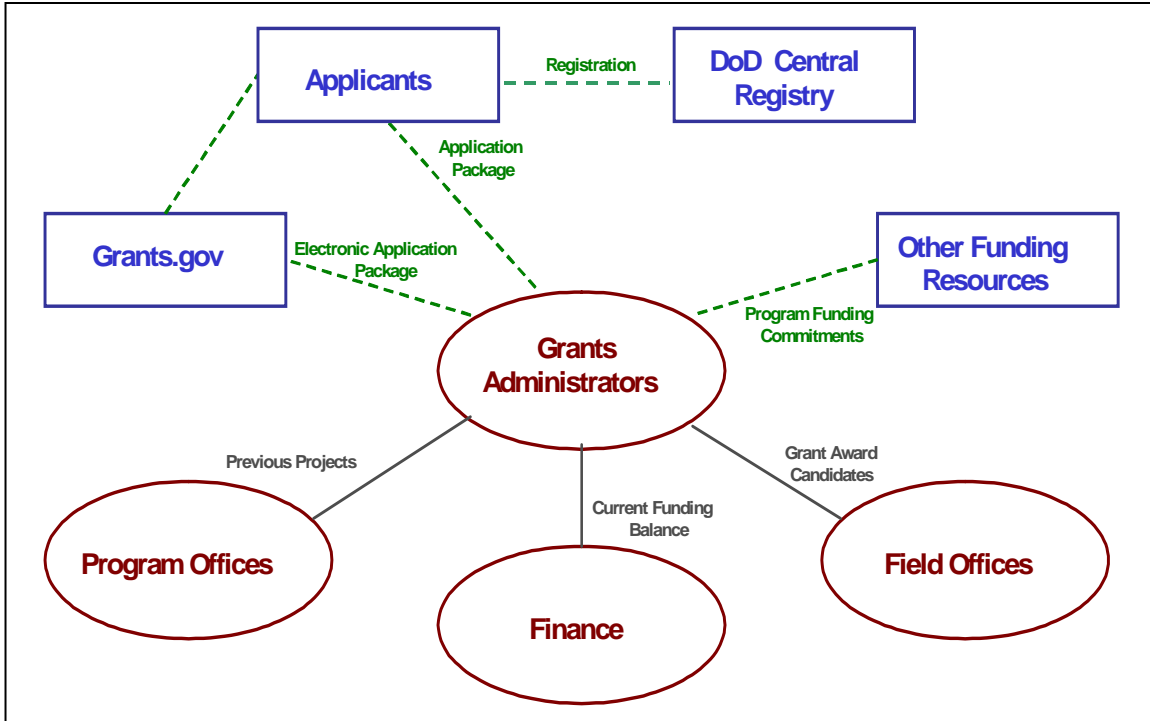 Applicants
Registration
DoD Central
Registry
Application
Package
Grants.gov
Electronic Application
Package
Other Funding
Resources
Program Funding
Commitments
Grants
Administrators
Previous Projects
Grant Award
Candidates
Current Funding
Balance
Program Offices
Finance
Field Offices